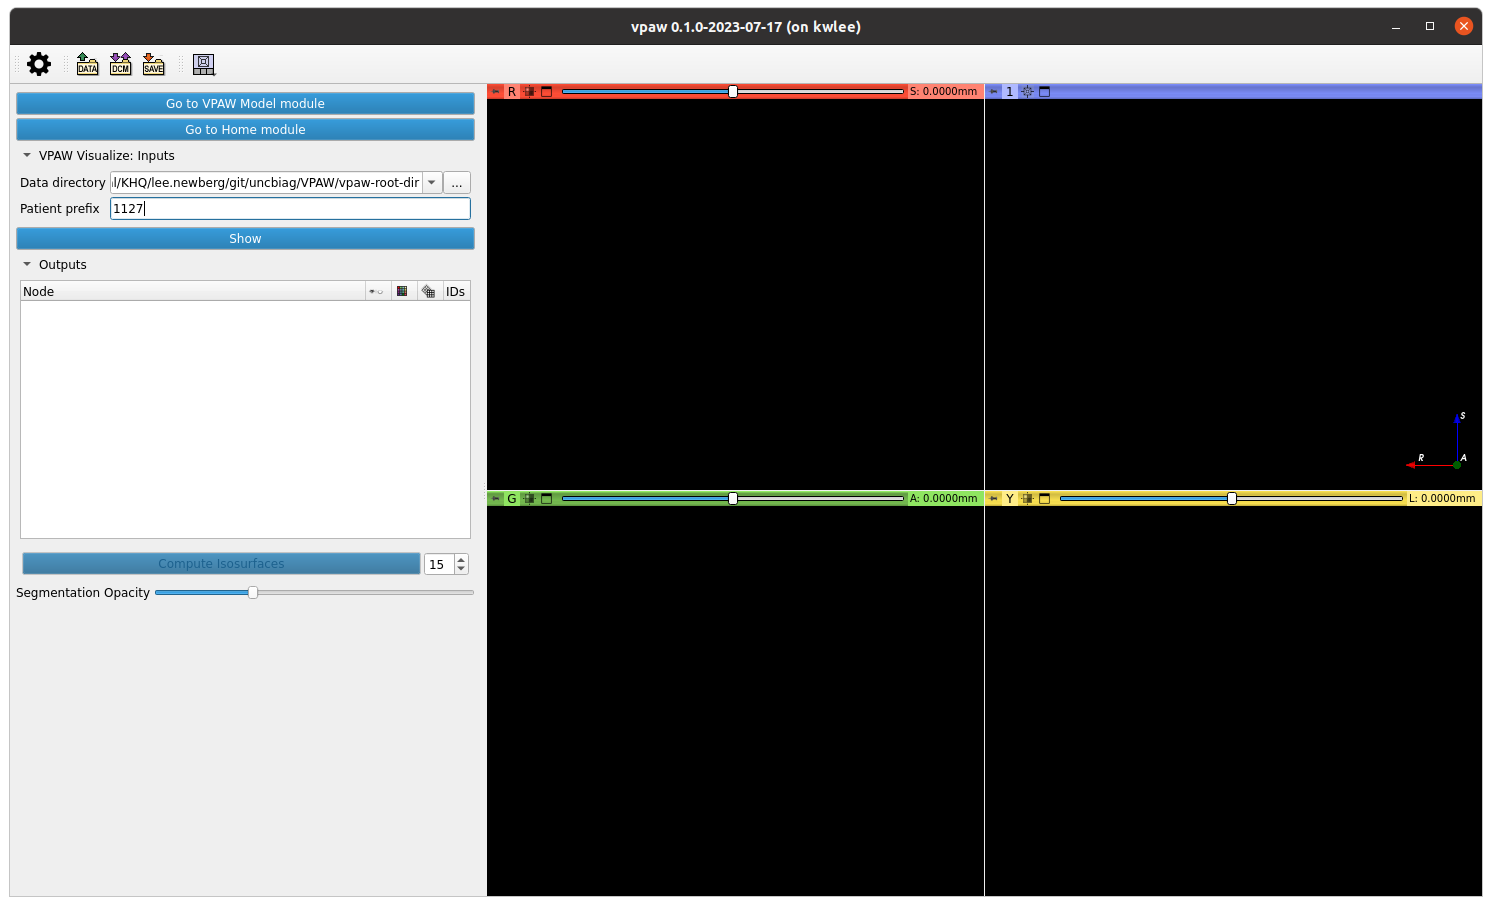 vpaw 0.1.0-2023-07-17 (on kwlee)
DATA DCM SAVE
Go to VPAW Model module
Go to Home module
VPAW Visualize: Inputs
Data directory l/KHQ/lee.newberg/git/uncbiag/VPAW/vpaw-root-dir ...
Patient prefix 1127
Show
Outputs
Node IDs
Compute Isosurfaces 15
Segmentation Opacity
R S: 0.0000mm
1
S
R A
G A: 0.0000mm
Y L: 0.0000mm